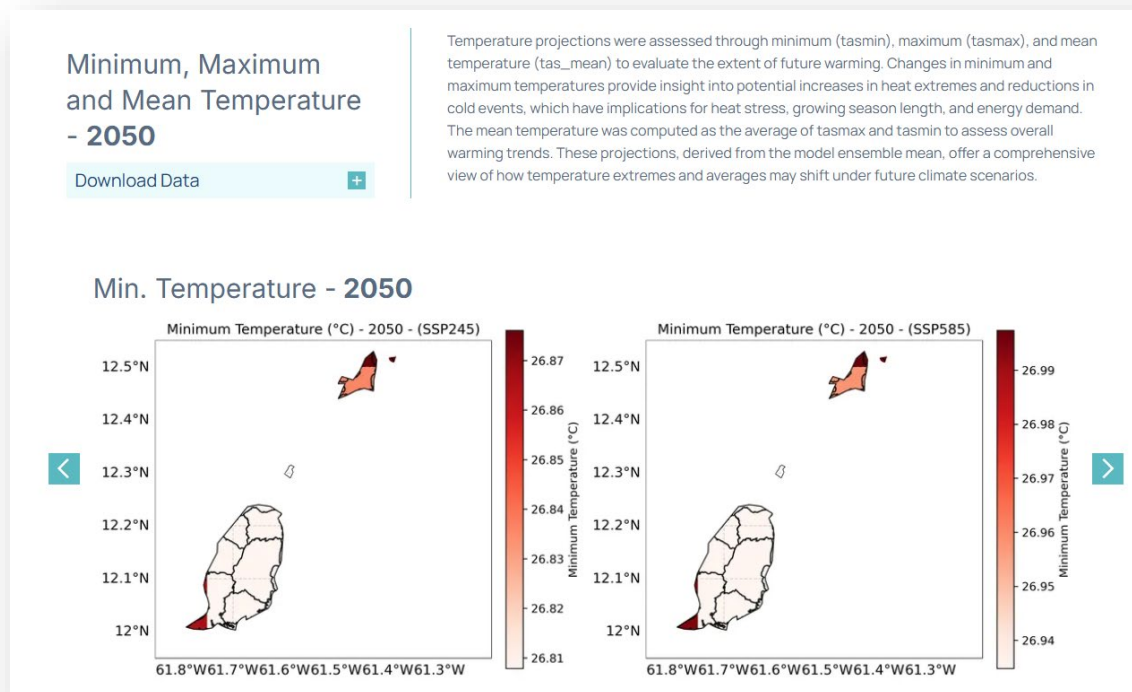 Minimum, Maximum
and Mean Temperature
- 2050
Download Data
+
Temperature projections were assessed through minimum (tasmin), maximum (tasmax), and mean
temperature (tas_mean) to evaluate the extent of future warming. Changes in minimum and
maximum temperatures provide insight into potential increases in heat extremes and reductions in
cold events, which have implications for heat stress, growing season length, and energy demand.
The mean temperature was computed as the average of tasmax and tasmin to assess overall
warming trends. These projections, derived from the model ensemble mean, offer a comprehensive
view of how temperature extremes and averages may shift under future climate scenarios.
Min. Temperature - 2050
Minimum Temperature (°C) - 2050 - (SSP245)
12.5°N
12.4°N
12.3°N
12.2°N
12.1°N
12°N
61.8°W61.7°W61.6°W61.5°W61.4°W61.3°W
26.87
26.86
26.85
26.84
26.83
26.82
26.81
Minimum Temperature (°C)
Minimum Temperature (°C) - 2050 - (SSP585)
12.5°N
12.4°N
12.3°N
12.2°N
12.1°N
12°N
61.8°W61.7°W61.6°W61.5°W61.4°W61.3°W
26.99
26.98
26.97
26.96
26.95
26.94
Minimum Temperature (°C)